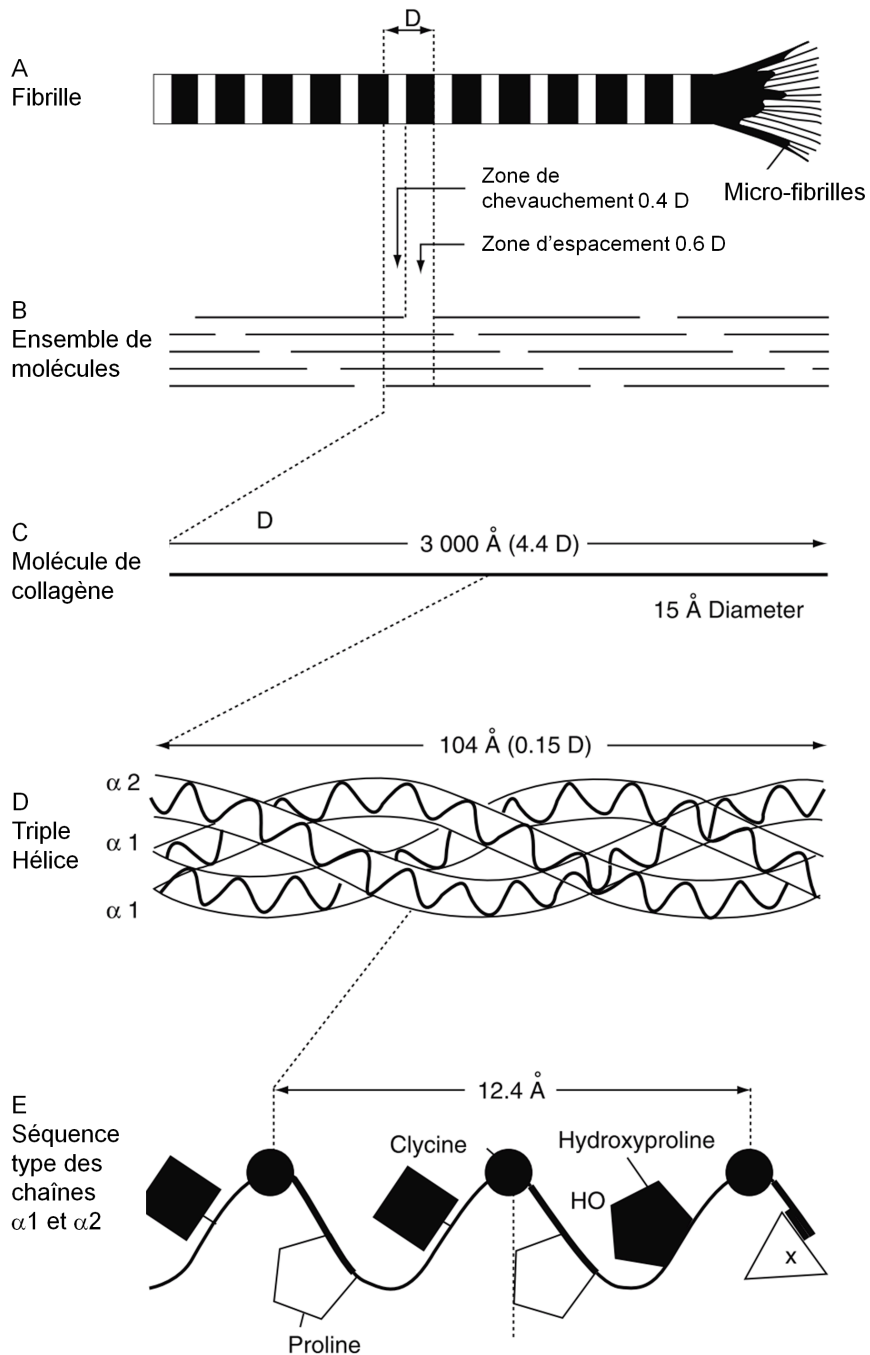 D
A
Fibrille
Micro-fibrilles
Zone de
chevauchement 0.4 D
Zone d’espacement 0.6 D
B
Ensemble de
molécules
C
Molécule de
collagène
D
3 000 Å (4.4 D)
15 Å Diameter
104 Å (0.15 D)
D
Triple
Hélice
α 2
α 1
α 1
E
Séquence
type des
chaînes
α1 et α2
12.4 Å
Clycine
Hydroxyproline
HO
x
Proline